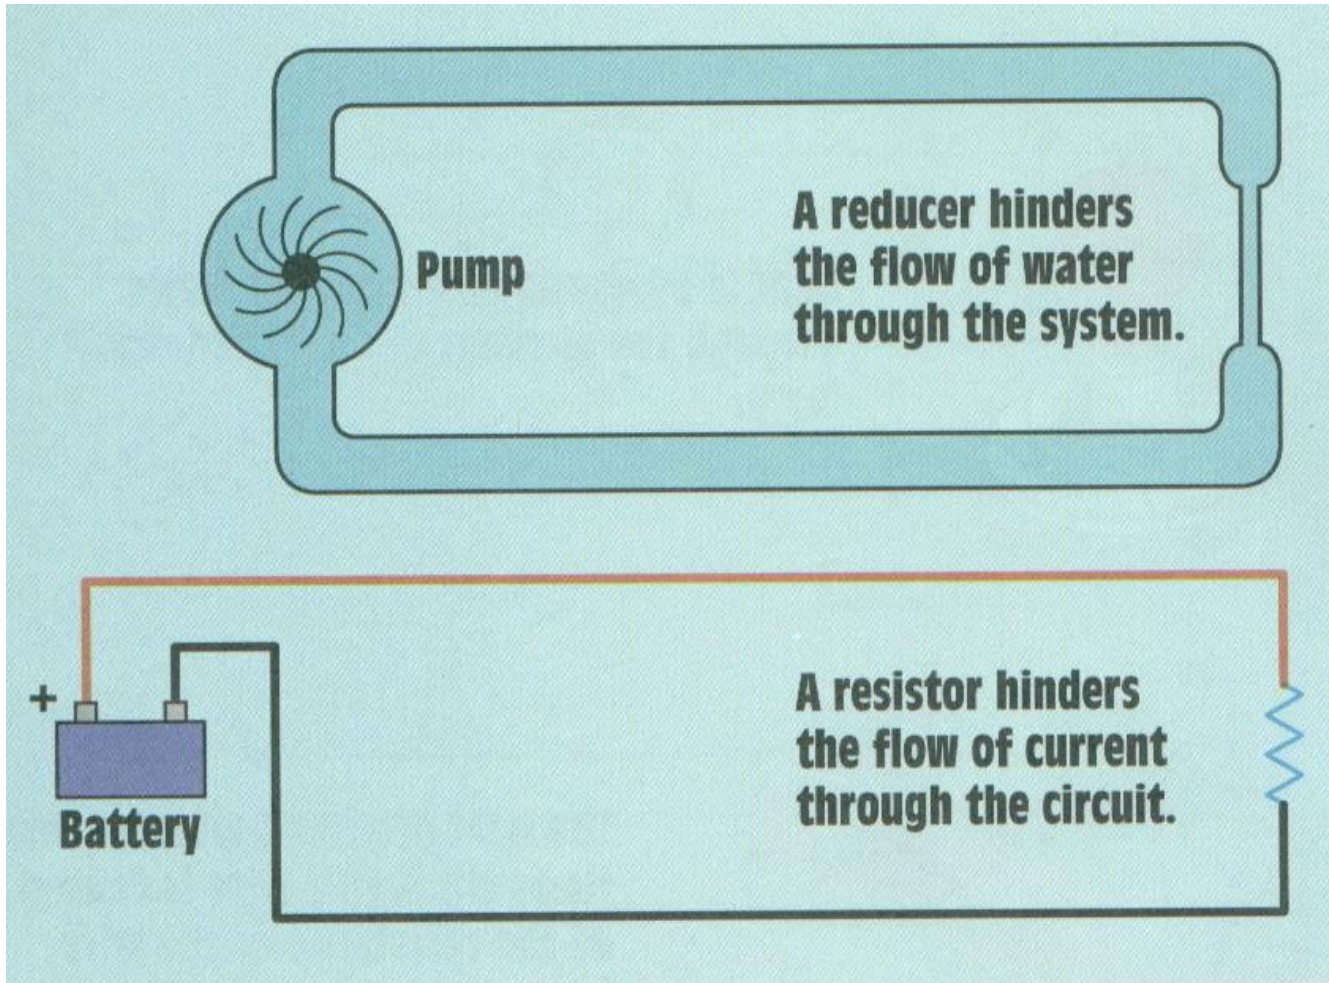 Pump
A reducer hinders
the flow of water
through the system.
+
Battery
A resistor hinders
the flow of current
through the circuit.